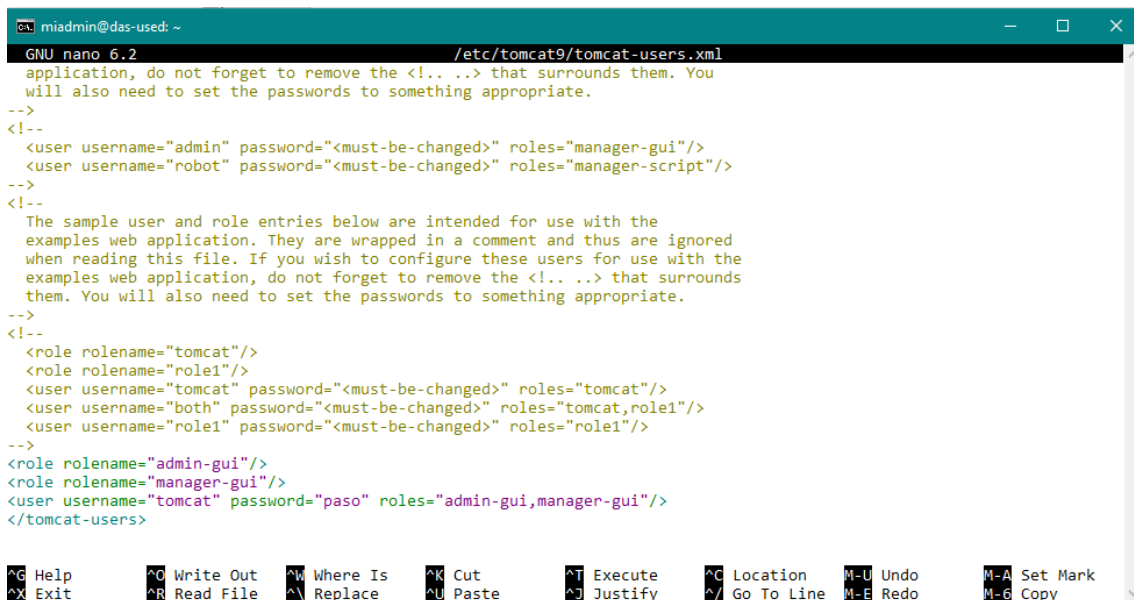 miadmin@das-used: ~
GNU nano 6.2 /etc/tomcat9/tomcat-users.xml
application, do not forget to remove the <!.. ..> that surrounds them. You
will also need to set the passwords to something appropriate.
-->
<!--
<user username="admin" password="<must-be-changed>" roles="manager-gui"/>
<user username="robot" password="<must-be-changed>" roles="manager-script"/>
-->
<!--
The sample user and role entries below are intended for use with the
examples web application. They are wrapped in a comment and thus are ignored
when reading this file. If you wish to configure these users for use with the
examples web application, do not forget to remove the <!.. ..> that surrounds
them. You will also need to set the passwords to something appropriate.
-->
<!--
<role rolename="tomcat"/>
<role rolename="role1"/>
<user username="tomcat" password="<must-be-changed>" roles="tomcat"/>
<user username="both" password="<must-be-changed>" roles="tomcat,role1"/>
<user username="role1" password="<must-be-changed>" roles="role1"/>
-->
<role rolename="admin-gui"/>
<role rolename="manager-gui"/>
<user username="tomcat" password="paso" roles="admin-gui,manager-gui"/>
</tomcat-users>
^G Help ^O Write Out ^W Where Is ^K Cut ^T Execute ^C Location M-U Undo M-A Set Mark
^X Exit ^R Read File ^\ Replace ^U Paste ^J Justify ^/ Go To Line M-E Redo M-6 Copy